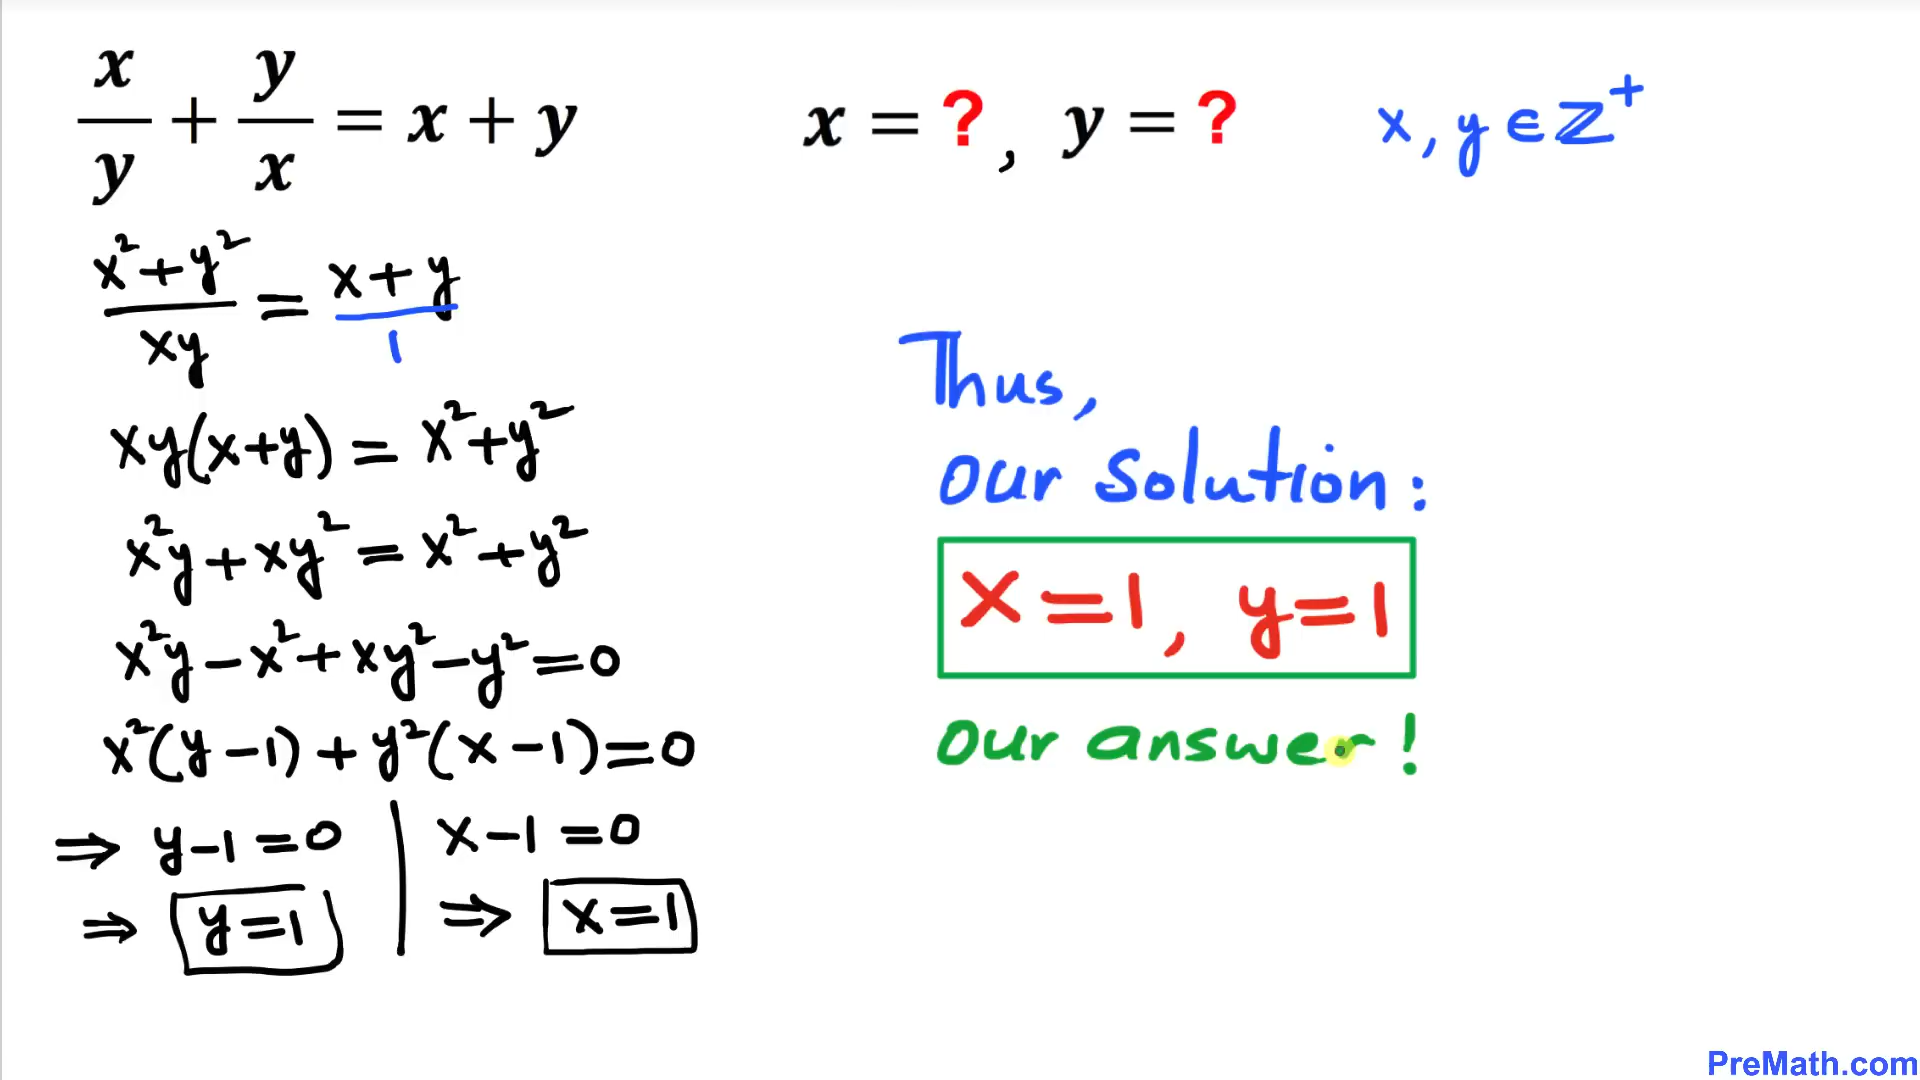 x/y + y/x = x + y    x = ?, y = ?    x, y ∈ Z⁺
(x²+y²)/(xy) = (x+y)/1
xy(x+y) = x²+y²
x²y + xy² = x² + y²
x²y - x² + xy² - y² = 0
x²(y-1) + y²(x-1) = 0
⇒ y-1=0 | x-1=0
⇒ y=1 | ⇒ x=1
Thus,
our solution:
x=1, y=1
our answer!
PreMath.com